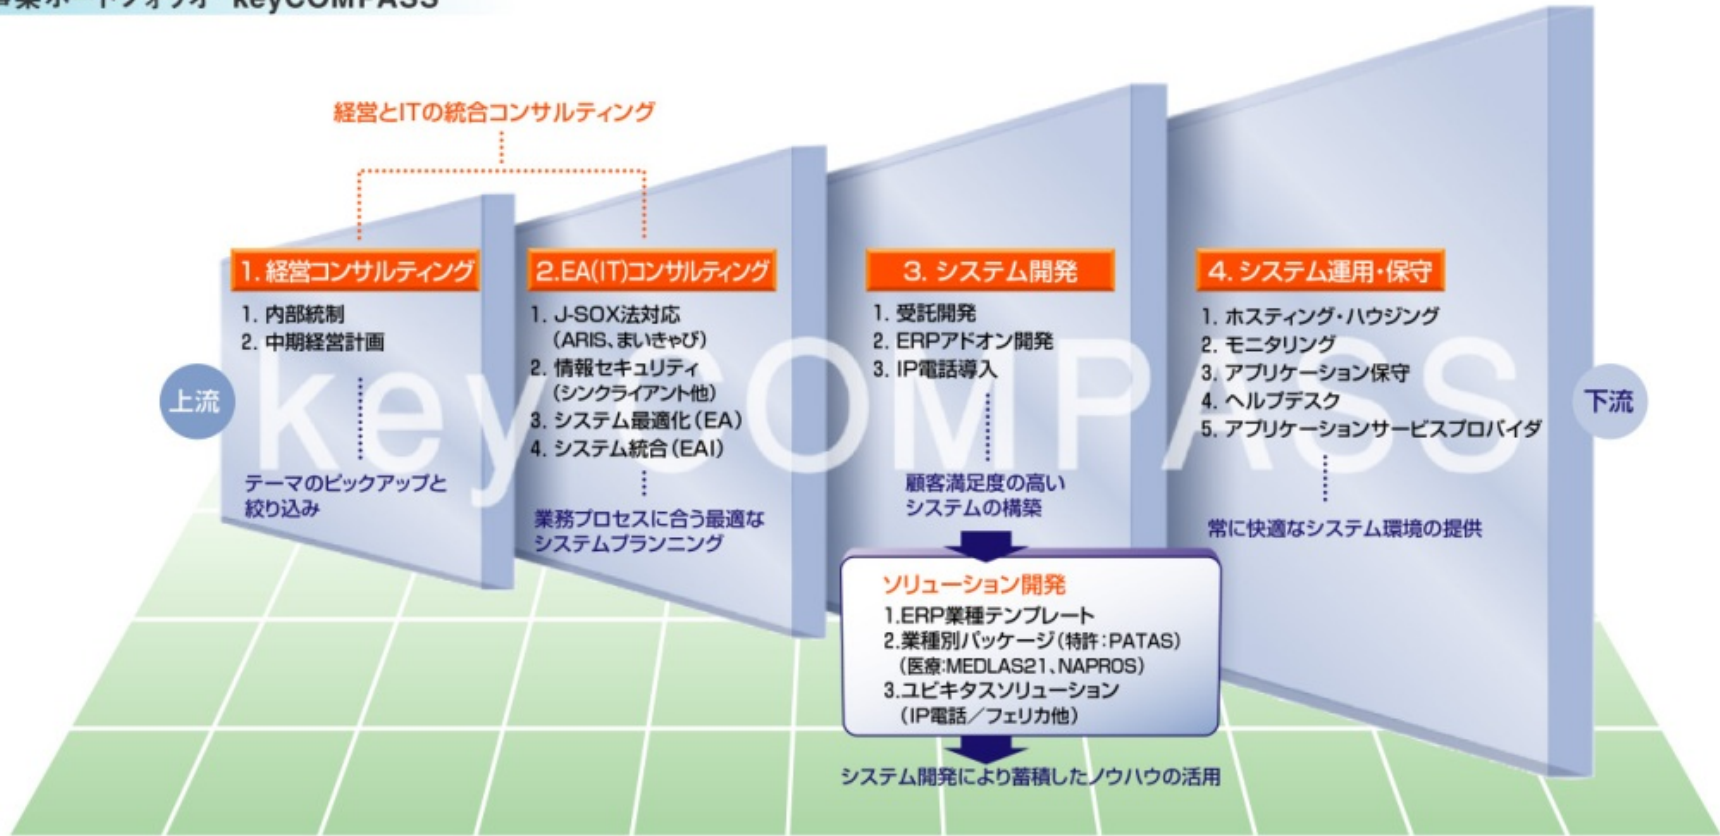 事業ポートフォリオ keyCOMPASS
経営とITの統合コンサルティング
1. 経営コンサルティング
1. 内部統制
2. 中期経営計画
テーマのピックアップと
絞り込み
2.EA(IT)コンサルティング
1. J-SOX法対応
(ARIS、まいきゃび)
2. 情報セキュリティ
(シンクライアント他)
3. システム最適化(EA)
4. システム統合(EAI)
業務プロセスに合う最適な
システムプランニング
3. システム開発
1. 受託開発
2. ERPアドオン開発
3. IP電話導入
顧客満足度の高い
システムの構築
ソリューション開発
1.ERP業種テンプレート
2.業種別パッケージ(特許:PATAS)
(医療:MEDLAS21、NAPROS)
3.ユビキタスソリューション
(IP電話/フェリカ他)
システム開発により蓄積したノウハウの活用
4. システム運用・保守
1. ホスティング・ハウジング
2. モニタリング
3. アプリケーション保守
4. ヘルプデスク
5. アプリケーションサービスプロバイダ
常に快適なシステム環境の提供
上流
key COMPASS
下流